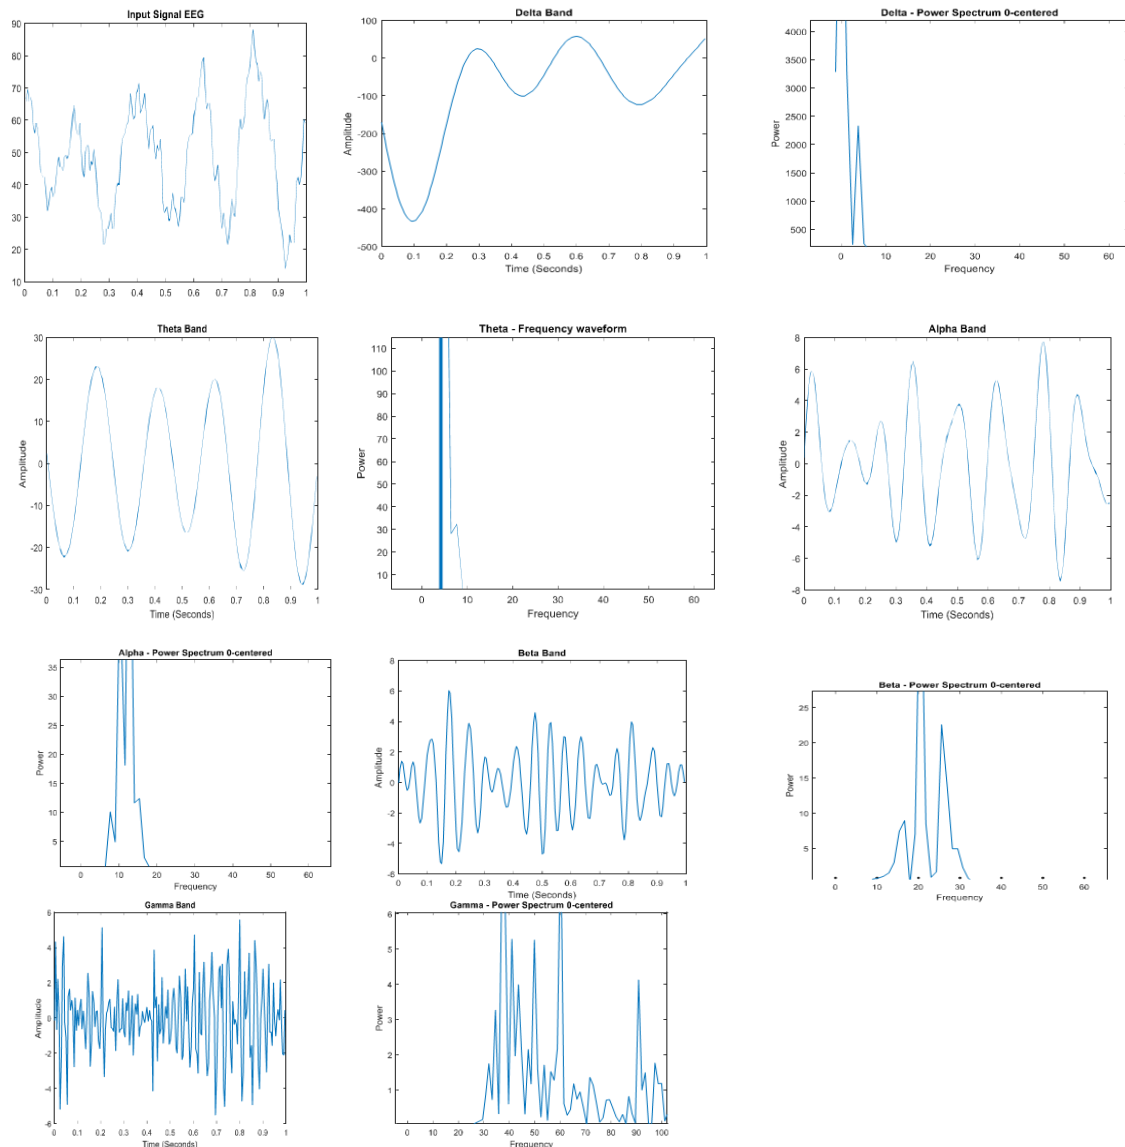 Input Signal EEG
90
80
70
60
50
40
30
20
10
0 0.1 0.2 0.3 0.4 0.5 0.6 0.7 0.8 0.9 1
Delta Band
Amplitude
100
0
-100
-200
-300
-400
-500
0 0.1 0.2 0.3 0.4 0.5 0.6 0.7 0.8 0.9 1
Time (Seconds)
Delta - Power Spectrum 0-centered
Power
4000
3500
3000
2500
2000
1500
1000
500
0 10 20 30 40 50 60
Frequency
Theta Band
Amplitude
30
20
10
0
-10
-20
-30
0 0.1 0.2 0.3 0.4 0.5 0.6 0.7 0.8 0.9 1
Time (Seconds)
Theta - Frequency waveform
Power
110
100
90
80
70
60
50
40
30
20
10
0 10 20 30 40 50 60
Frequency
Alpha Band
Amplitude
8
6
4
2
0
-2
-4
-6
-8
0 0.1 0.2 0.3 0.4 0.5 0.6 0.7 0.8 0.9 1
Time (Seconds)
Alpha - Power Spectrum 0-centered
Power
35
30
25
20
15
10
5
0 10 20 30 40 50 60
Frequency
Beta Band
Amplitude
8
6
4
2
0
-2
-4
-6
-8
0 0.1 0.2 0.3 0.4 0.5 0.6 0.7 0.8 0.9 1
Time (Seconds)
Beta - Power Spectrum 0-centered
Power
25
20
15
10
5
0 10 20 30 40 50 60
Frequency
Gamma Band
Amplitude
6
4
2
0
-2
-4
-6
0 0.1 0.2 0.3 0.4 0.5 0.6 0.7 0.8 0.9 1
Time (Seconds)
Gamma - Power Spectrum 0-centered
Power
6
5
4
3
2
1
0 10 20 30 40 50 60 70 80 90 100
Frequency